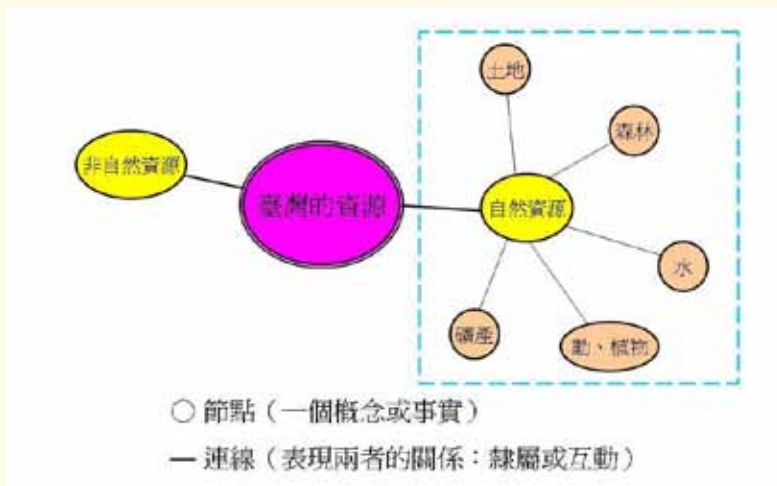 土地
森林
非自然資源
臺灣的資源
自然資源
水
礦產
動、植物
○ 節點（一個概念或事實）
— 連線（表現兩者的關係：隸屬或互動）